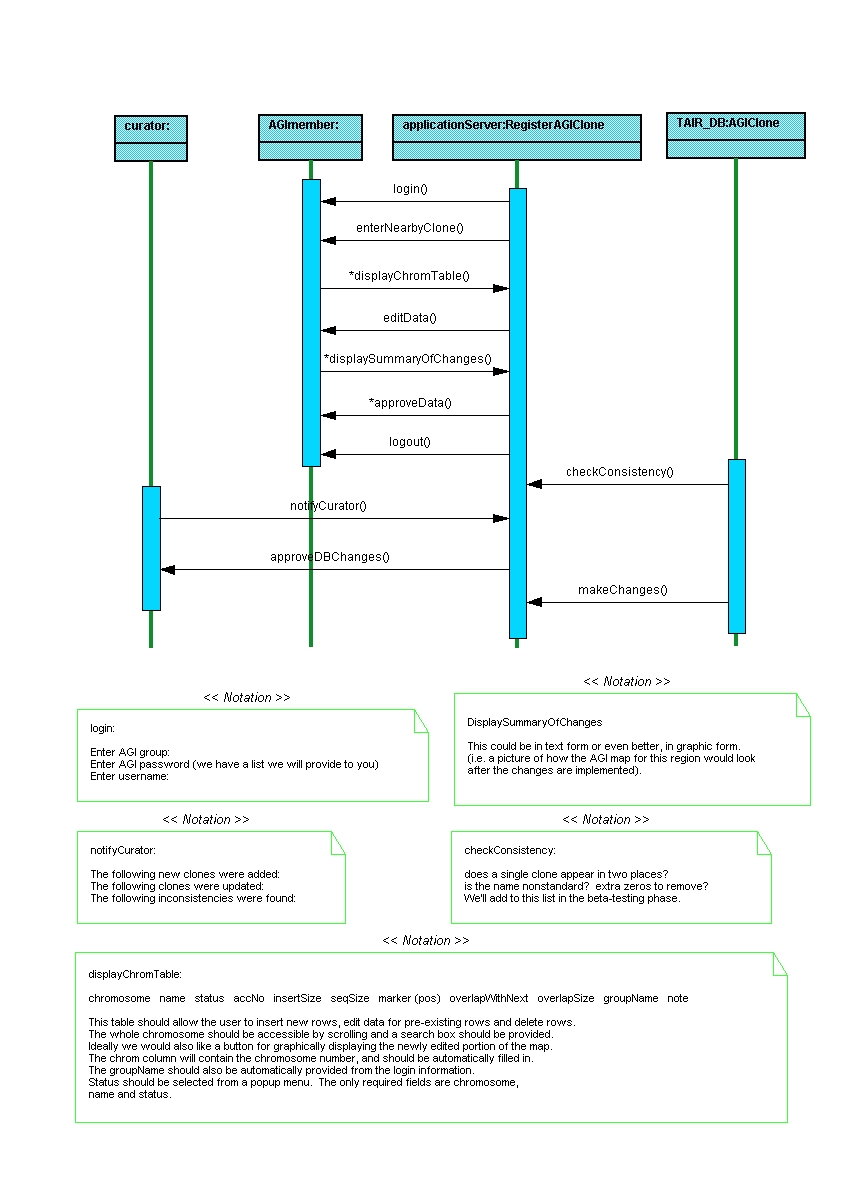 curator:
AGImember:
applicationServer:RegisterAGIClone
TAIR_DB:AGIClone
login()
enterNearbyClone()
*displayChromTable()
editData()
*displaySummaryOfChanges()
*approveData()
logout()
checkConsistency()
notifyCurator()
approveDBChanges()
makeChanges()
<< Notation >>
login:
Enter AGI group:
Enter AGI password (we have a list we will provide to you)
Enter username:
<< Notation >>
DisplaySummaryOfChanges
This could be in text form or even better, in graphic form.
(i.e. a picture of how the AGI map for this region would look
after the changes are implemented).
<< Notation >>
notifyCurator:
The following new clones were added:
The following clones were updated:
The following inconsistencies were found:
<< Notation >>
checkConsistency:
does a single clone appear in two places?
is the name nonstandard?  extra zeros to remove?
We'll add to this list in the beta-testing phase.
<< Notation >>
displayChromTable:
chromosome   name   status   accNo   insertSize   seqSize   marker (pos)   overlapWithNext   overlapSize   groupName   note
This table should allow the user to insert new rows, edit data for pre-existing rows and delete rows.
The whole chromosome should be accessible by scrolling and a search box should be provided.
Ideally we would also like a button for graphically displaying the newly edited portion of the map.
The chrom column will contain the chromosome number, and should be automatically filled in.
The groupName should also be automatically provided from the login information.
Status should be selected from a popup menu.  The only required fields are chromosome,
name and status.